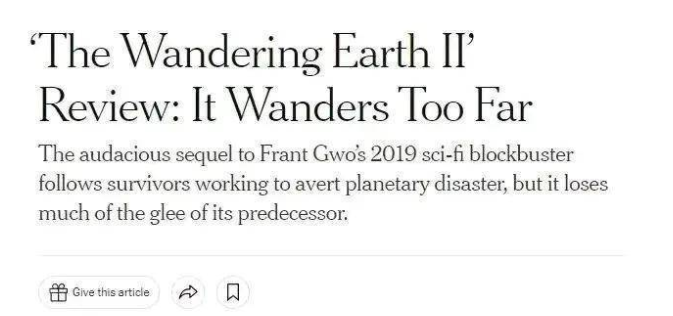 ‘The Wandering Earth II’
Review: It Wanders Too Far
The audacious sequel to Frant Gwo’s 2019 sci-fi blockbuster
follows survivors working to avert planetary disaster, but it loses
much of the glee of its predecessor.
Give this article